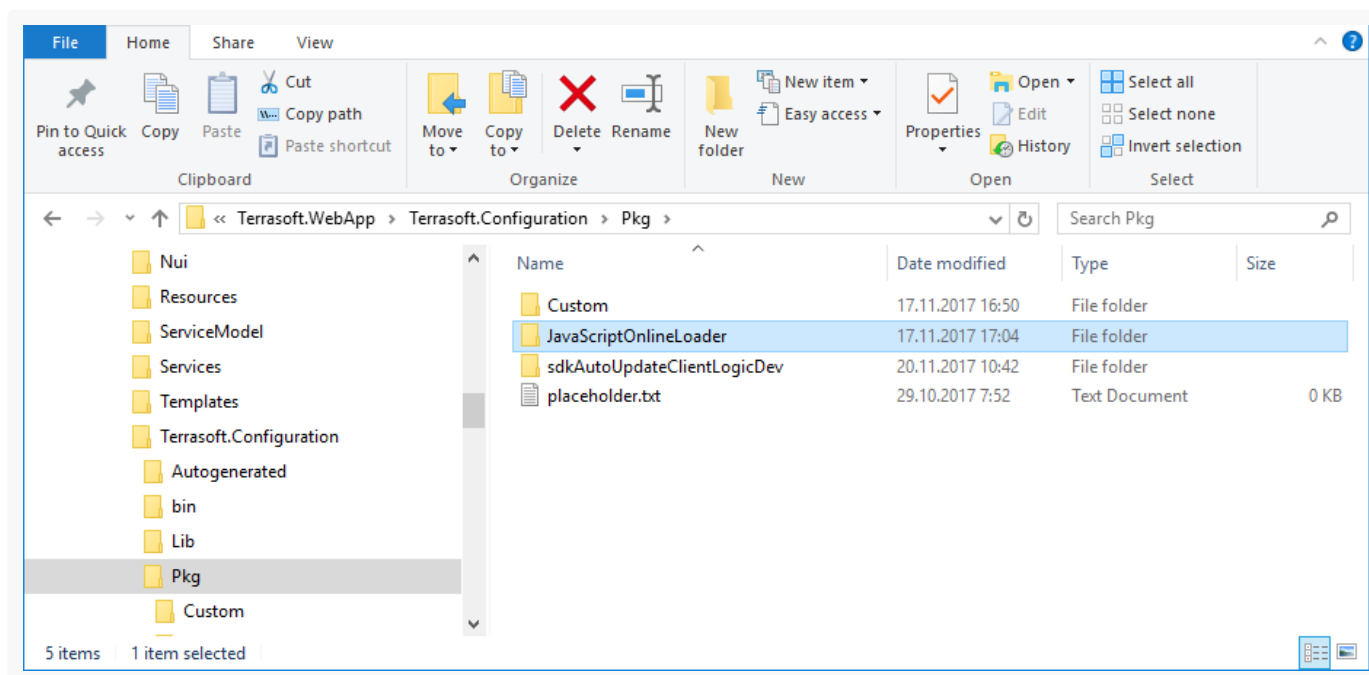 File Home Share View
Pin to Quick access
Copy
Paste
Cut
Copy path
Paste shortcut
Clipboard
Move to
Copy to
Delete
Rename
Organize
New folder
New item
Easy access
New
Properties
Open
Edit
History
Open
Select all
Select none
Invert selection
Select
« Terrasoft.WebApp > Terrasoft.Configuration > Pkg >
Search Pkg
Nui
Resources
ServiceModel
Services
Templates
Terrasoft.Configuration
Autogenerated
bin
Lib
Pkg
Custom
Name Date modified Type Size
Custom 17.11.2017 16:50 File folder
JavaScriptOnlineLoader 17.11.2017 17:04 File folder
sdkAutoUpdateClientLogicDev 20.11.2017 10:42 File folder
placeholder.txt 29.10.2017 7:52 Text Document 0 KB
5 items 1 item selected